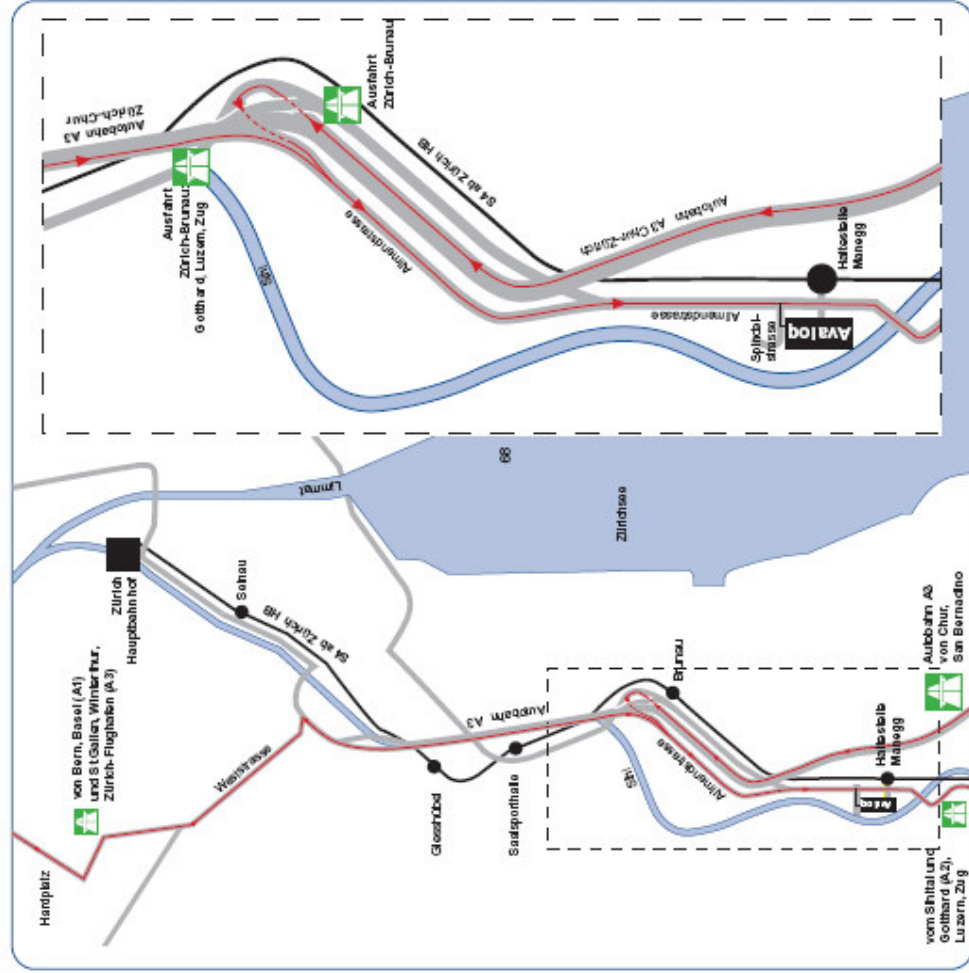 Hardplatz
von Bern, Basel (A1)
und St.Gallen, Winterthur,
Zürich-Flughafen (A3)
Zürich
Hauptbahnhof
Weststrasse
Selnau
S4 ab Zürich HB
Limmat
Giesshübel
Saalsporthalle
Autobahn A3
68
Zürichsee
Brunau
Sihl
Allmendstrasse
Avaloq
Haltestelle
Manegg
vom Sihltal und
Gotthard (A2),
Luzern, Zug
Autobahn A3
von Chur,
San Bernadino
Autobahn A3
Zürich-Chur
Ausfahrt
Zürich-Brunau:
Gotthard, Luzern, Zug
Ausfahrt
Zürich-Brunau
Sihl
Allmendstrasse
S4 ab Zürich HB
Autobahn A3 Chur-Zürich
Allmendstrasse
Spindel-
strasse
Avaloq
Haltestelle
Manegg